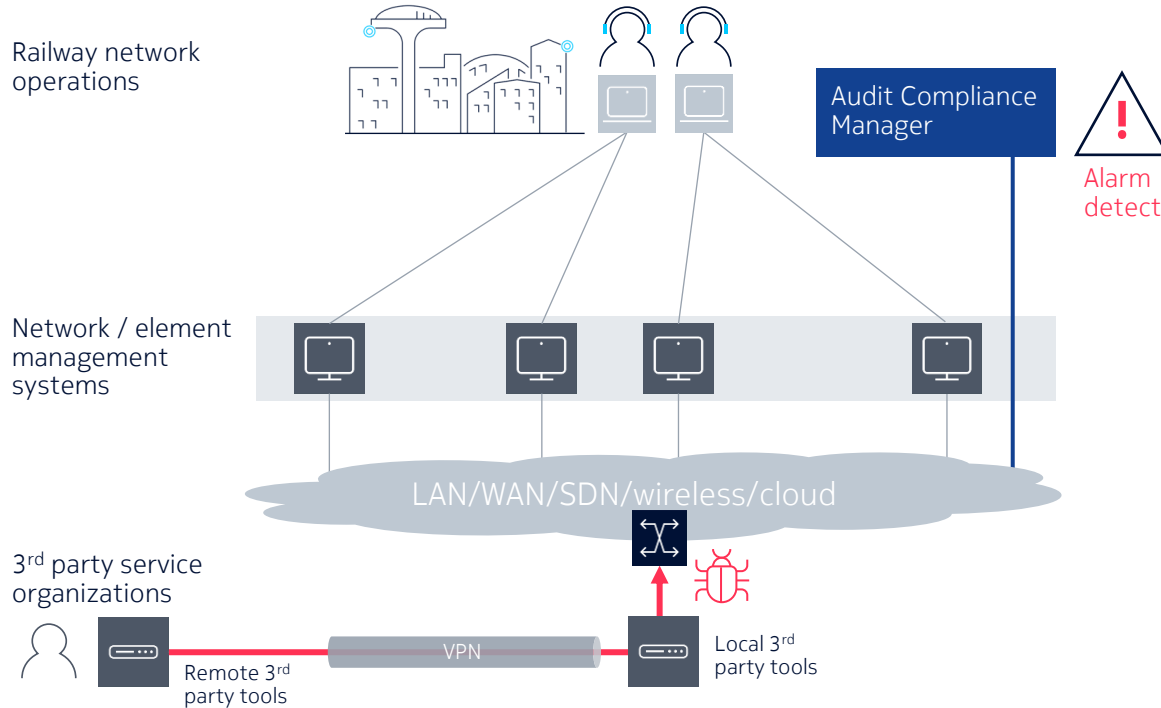 Railway network
operations
Audit Compliance
Manager
!
Alarm
detect
Network / element
management
systems
LAN/WAN/SDN/wireless/cloud
3rd party service
organizations
VPN
Remote 3rd
party tools
Local 3rd
party tools